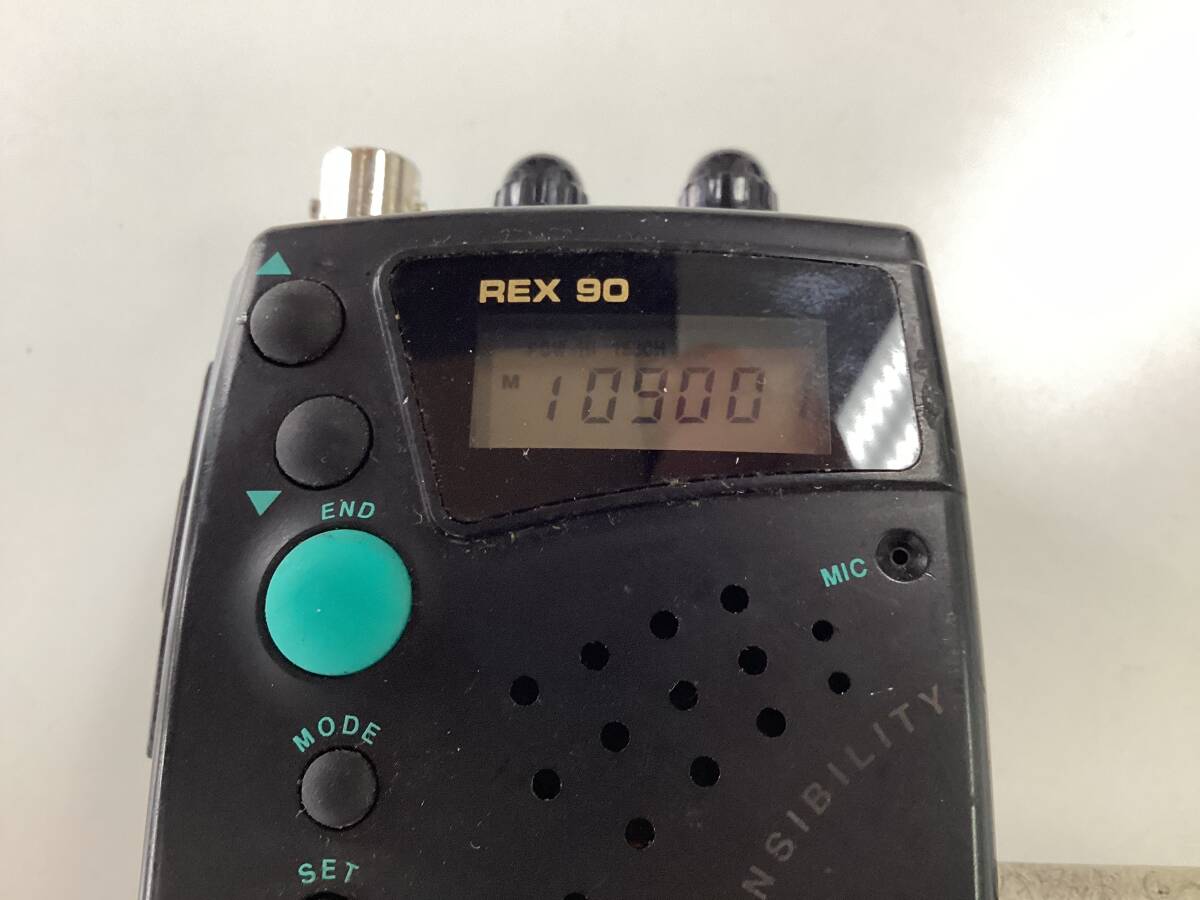 REX 90
M 10900
END
MIC
MODE
NSIBILITY
SET